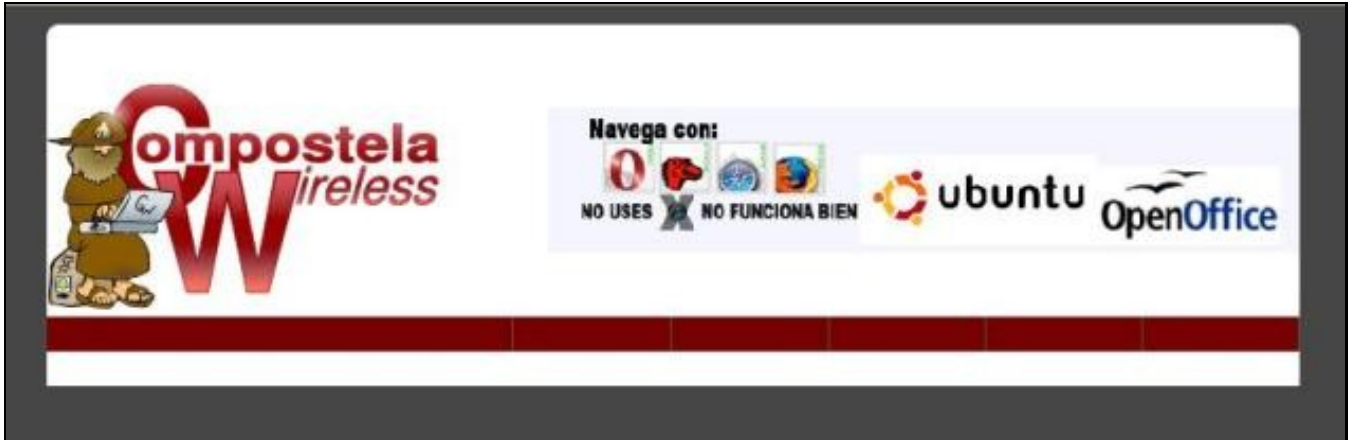 Compostela
Wireless
Navega con:
NO USES NO FUNCIONA BIEN
ubuntu
OpenOffice